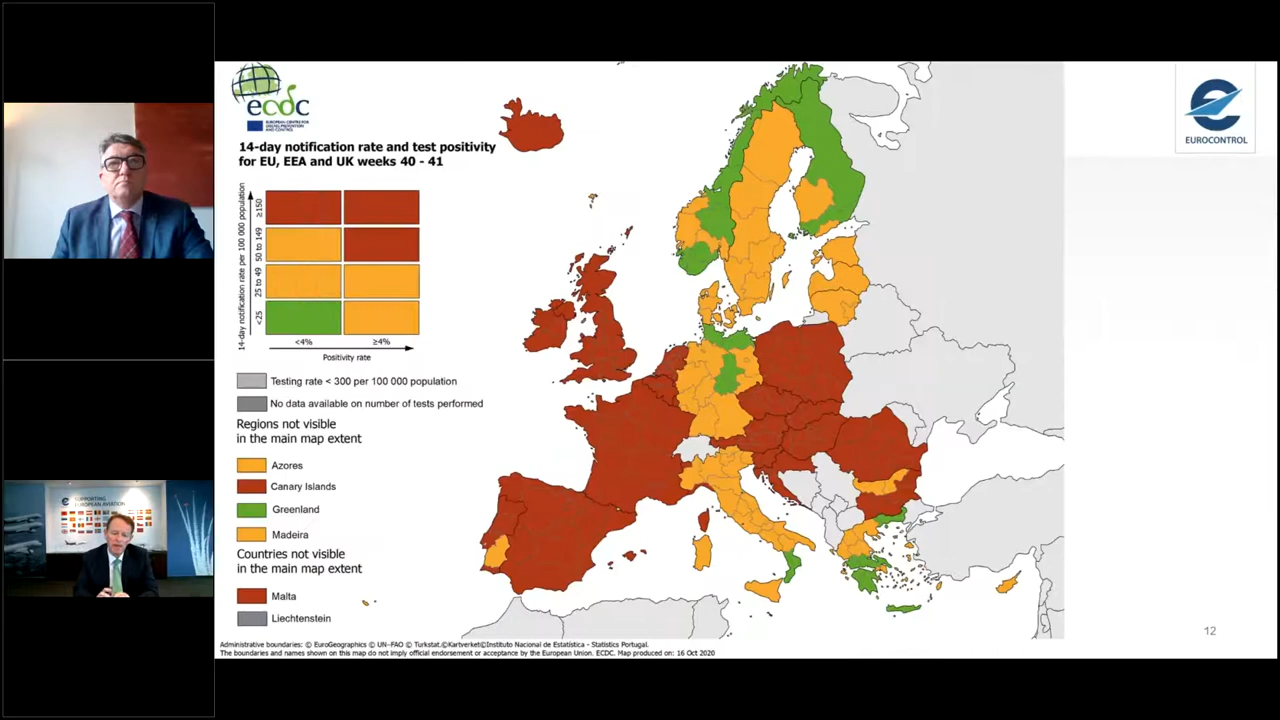 ecdc
EUROPEAN CENTRE FOR
DISEASE PREVENTION
AND CONTROL
14-day notification rate and test positivity
for EU, EEA and UK weeks 40 - 41
14-day notification rate per 100 000 population
≥150
50 to 149
25 to 49
<25
<4%
≥4%
Positivity rate
Testing rate < 300 per 100 000 population
No data available on number of tests performed
Regions not visible
in the main map extent
Azores
Canary Islands
Greenland
Madeira
Countries not visible
in the main map extent
Malta
Liechtenstein
Administrative boundaries: © EuroGeographics © UN-FAO © Turkstat.©Kartverket©Instituto Nacional de Estatística - Statistics Portugal.
The boundaries and names shown on this map do not imply official endorsement or acceptance by the European Union. ECDC. Map produced on: 16 Oct 2020
EUROCONTROL
12
SUPPORTING
EUROPEAN AVIATION